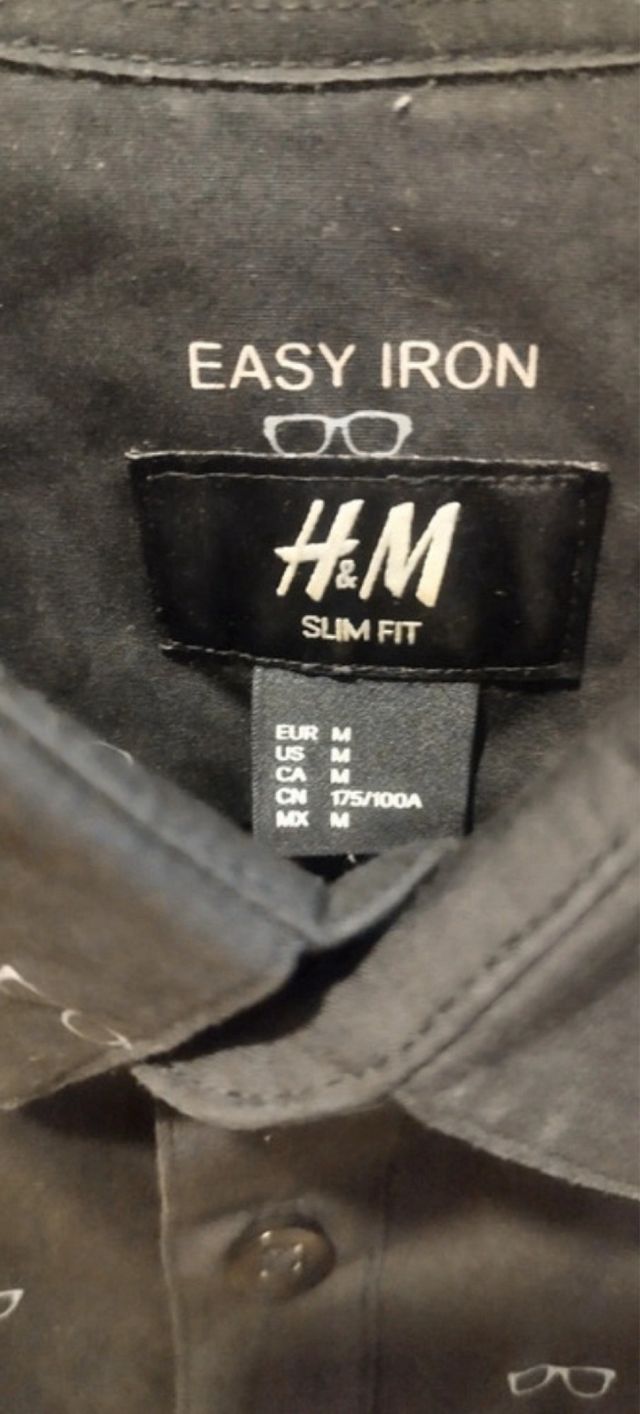 EASY IRON
H&M
SLIM FIT
EUR M
US M
CA M
CN 175/100A
MX M